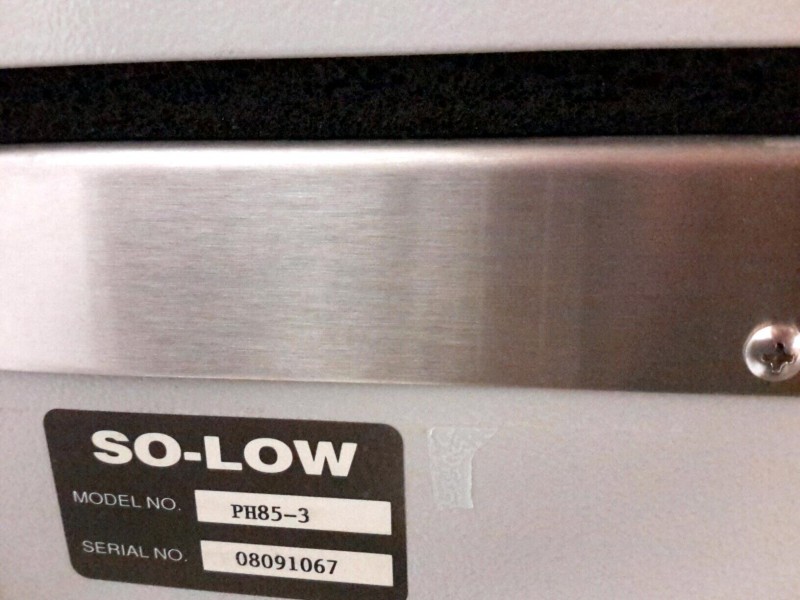 SO-LOW
MODEL NO. PH85-3
SERIAL NO. 08091067